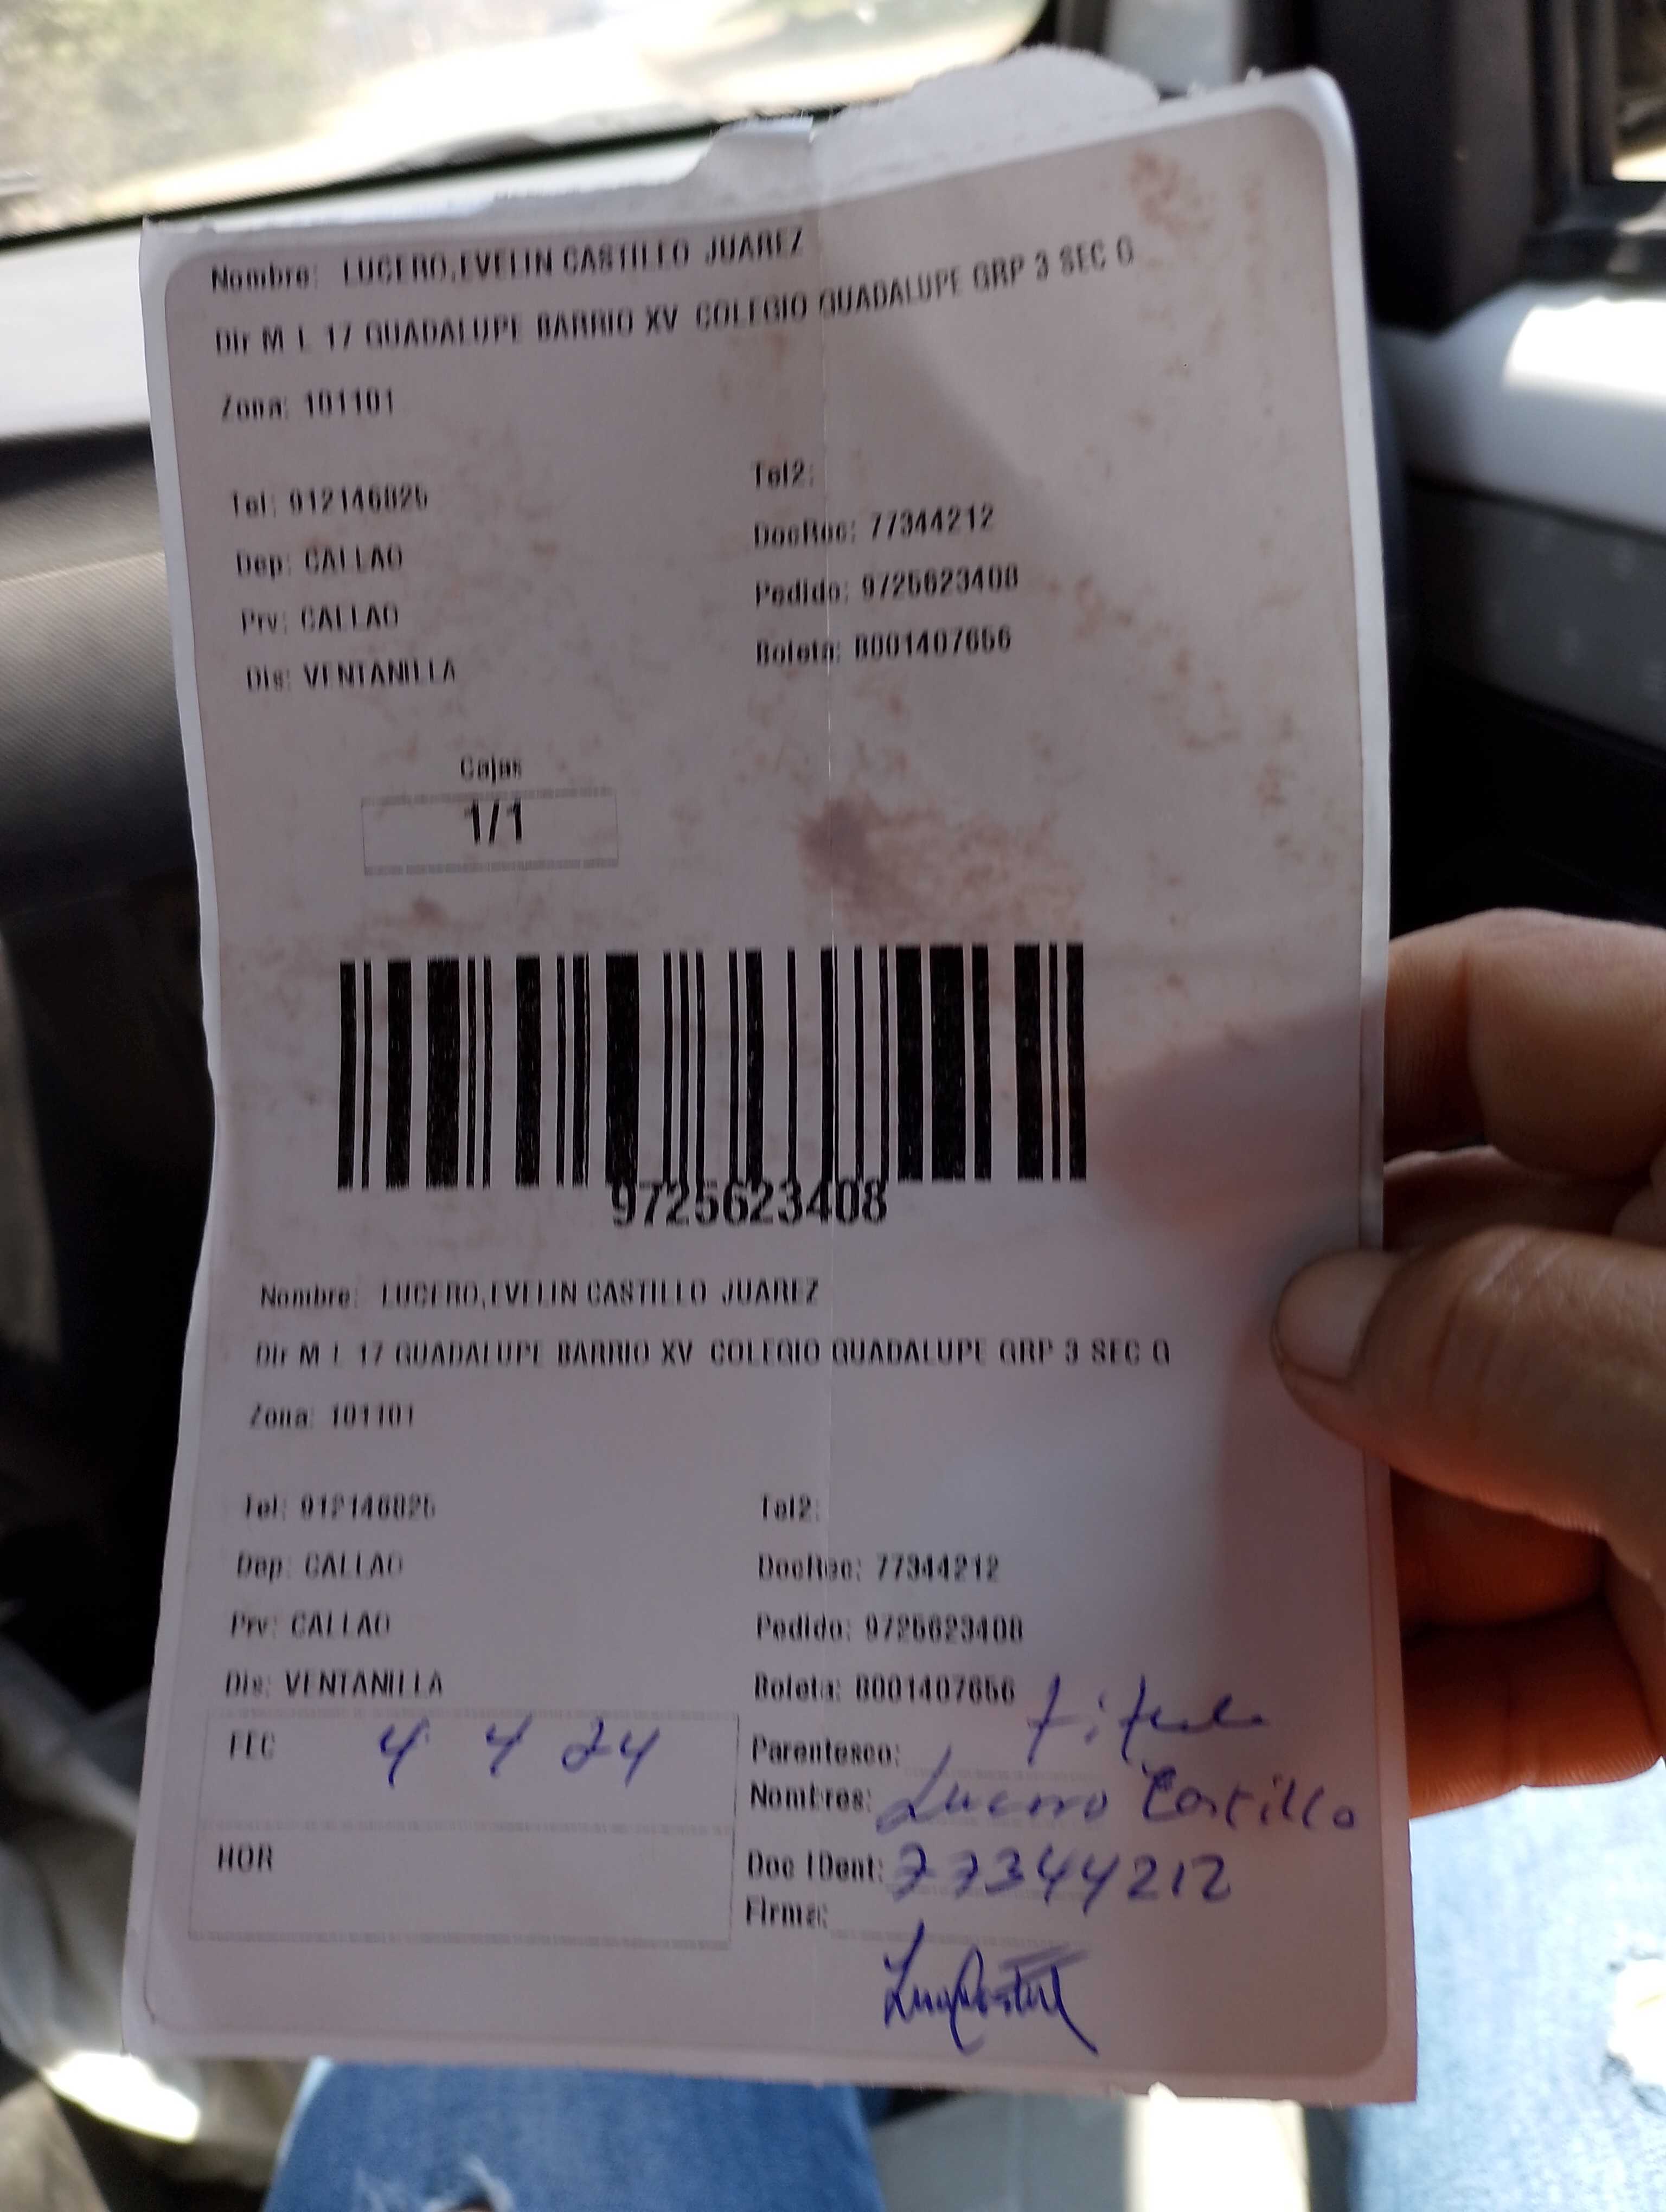 Nombre: LUCERO,EVELIN CASTILLO JUAREZ
Dir M L 17 GUADALUPE BARRIO XV COLEGIO GUADALUPE GRP 3 SEC G
Zona: 101101
Tel: 912146825
Tel2:
Dep: CALLAO
DocRec: 77344212
Prv: CALLAO
Pedido: 9725623408
Dis: VENTANILLA
Boleta: B001407656
Cajas
1/1
9725623408
Nombre: LUCERO,EVELIN CASTILLO JUAREZ
Dir M L 17 GUADALUPE BARRIO XV COLEGIO GUADALUPE GRP 3 SEC G
Zona: 101101
Tel: 912146825
Tel2:
Dep: CALLAO
DocRec: 77344212
Prv: CALLAO
Pedido: 9725623408
Dis: VENTANILLA
Boleta: B001407656
FEC 4 4 24
Parentesco:
Nombres: Lucero Castillo
HOR
Doc IDent: 77344212
Firma: